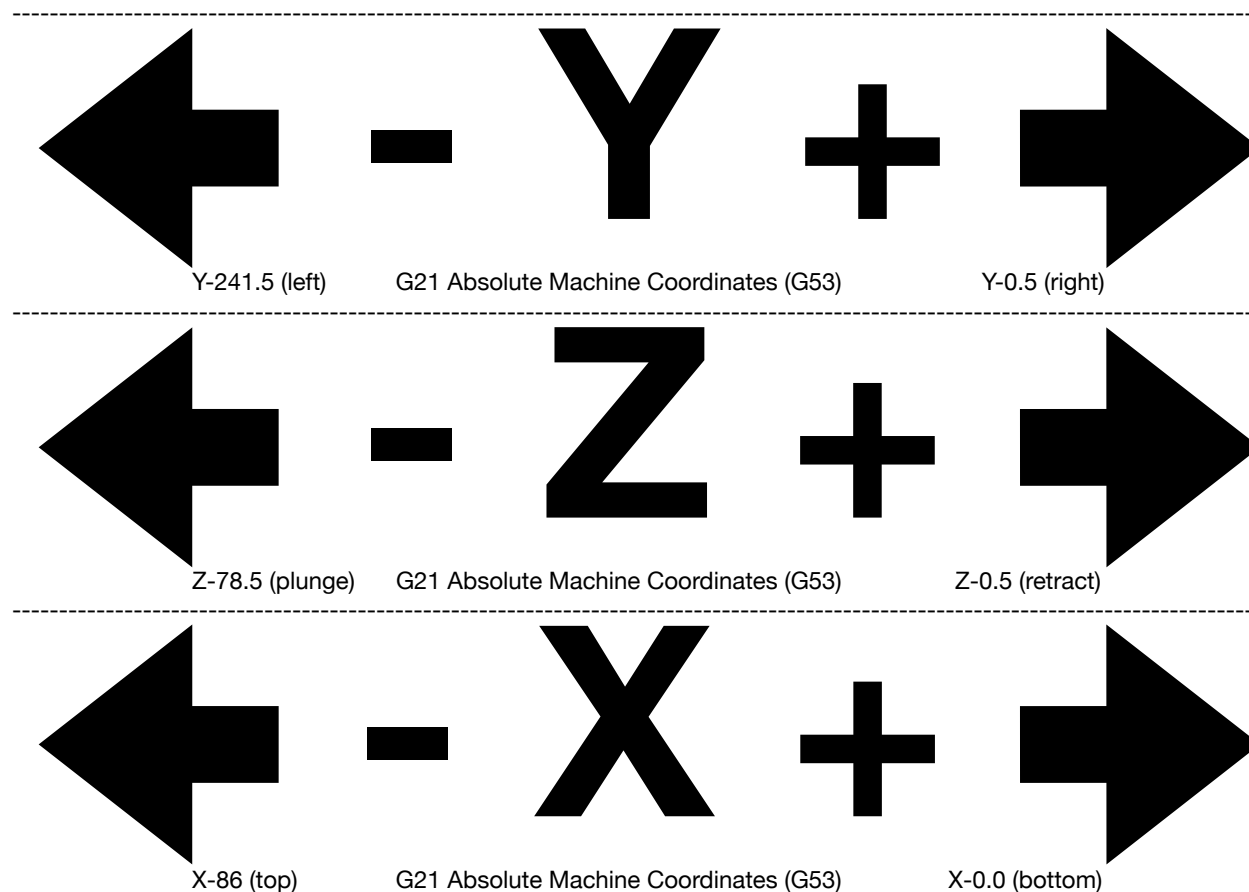 - Y +
Y-241.5 (left) G21 Absolute Machine Coordinates (G53) Y-0.5 (right)
- Z +
Z-78.5 (plunge) G21 Absolute Machine Coordinates (G53) Z-0.5 (retract)
- X +
X-86 (top) G21 Absolute Machine Coordinates (G53) X-0.0 (bottom)